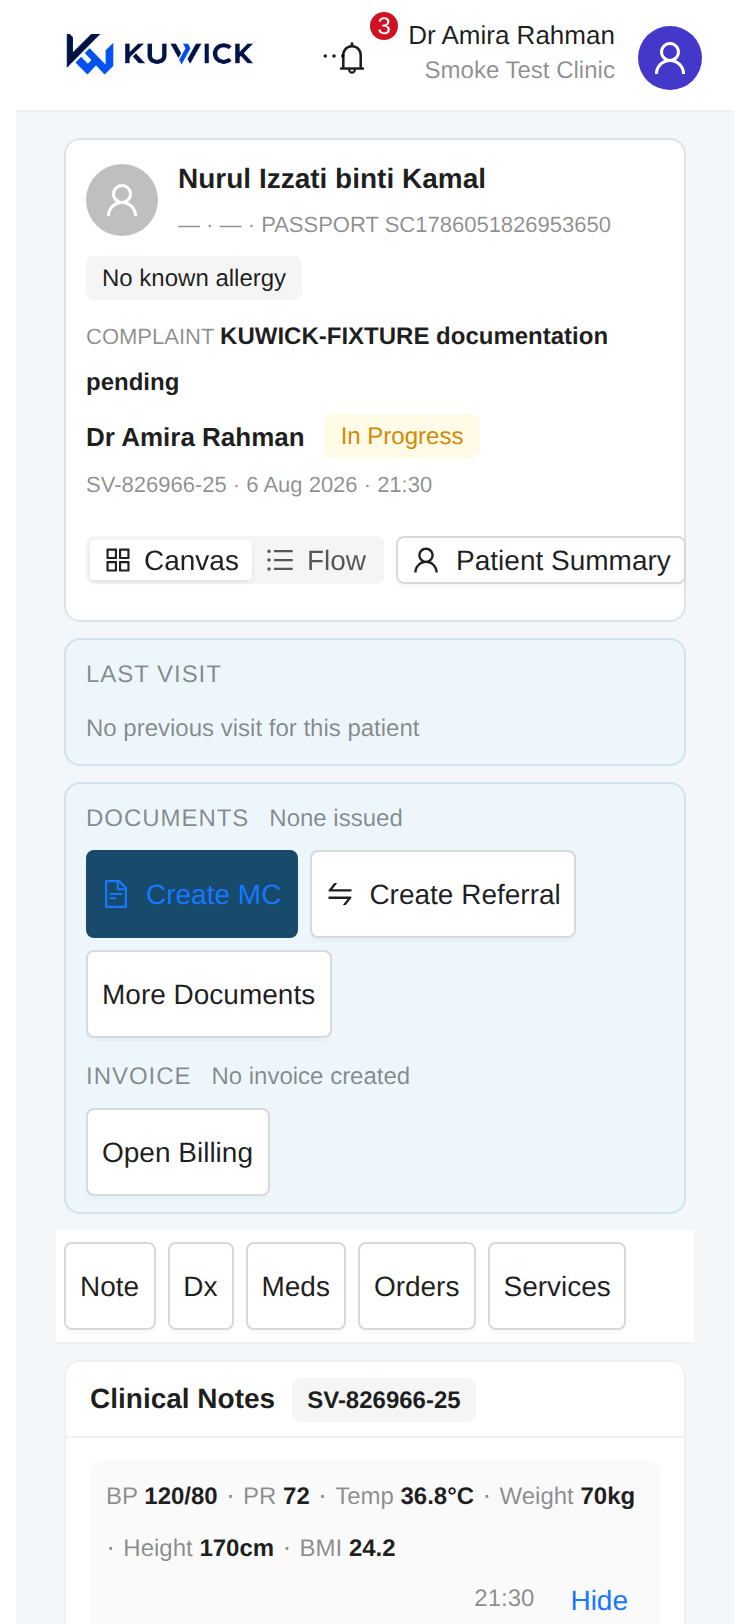 KUWICK
3
Dr Amira Rahman
Smoke Test Clinic
Nurul Izzati binti Kamal
— · — · PASSPORT SC1786051826953650
No known allergy
COMPLAINT KUWICK-FIXTURE documentation
pending
Dr Amira Rahman In Progress
SV-826966-25 · 6 Aug 2026 · 21:30
Canvas Flow Patient Summary
LAST VISIT
No previous visit for this patient
DOCUMENTS None issued
Create MC Create Referral
More Documents
INVOICE No invoice created
Open Billing
Note Dx Meds Orders Services
Clinical Notes SV-826966-25
BP 120/80 · PR 72 · Temp 36.8°C · Weight 70kg
· Height 170cm · BMI 24.2
21:30 Hide